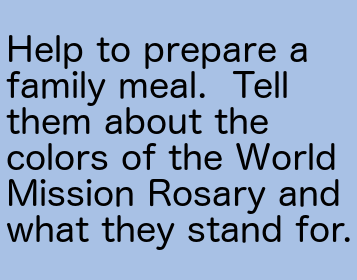 Help to prepare a
family meal.  Tell
them about the
colors of the World
Mission Rosary and
what they stand for.